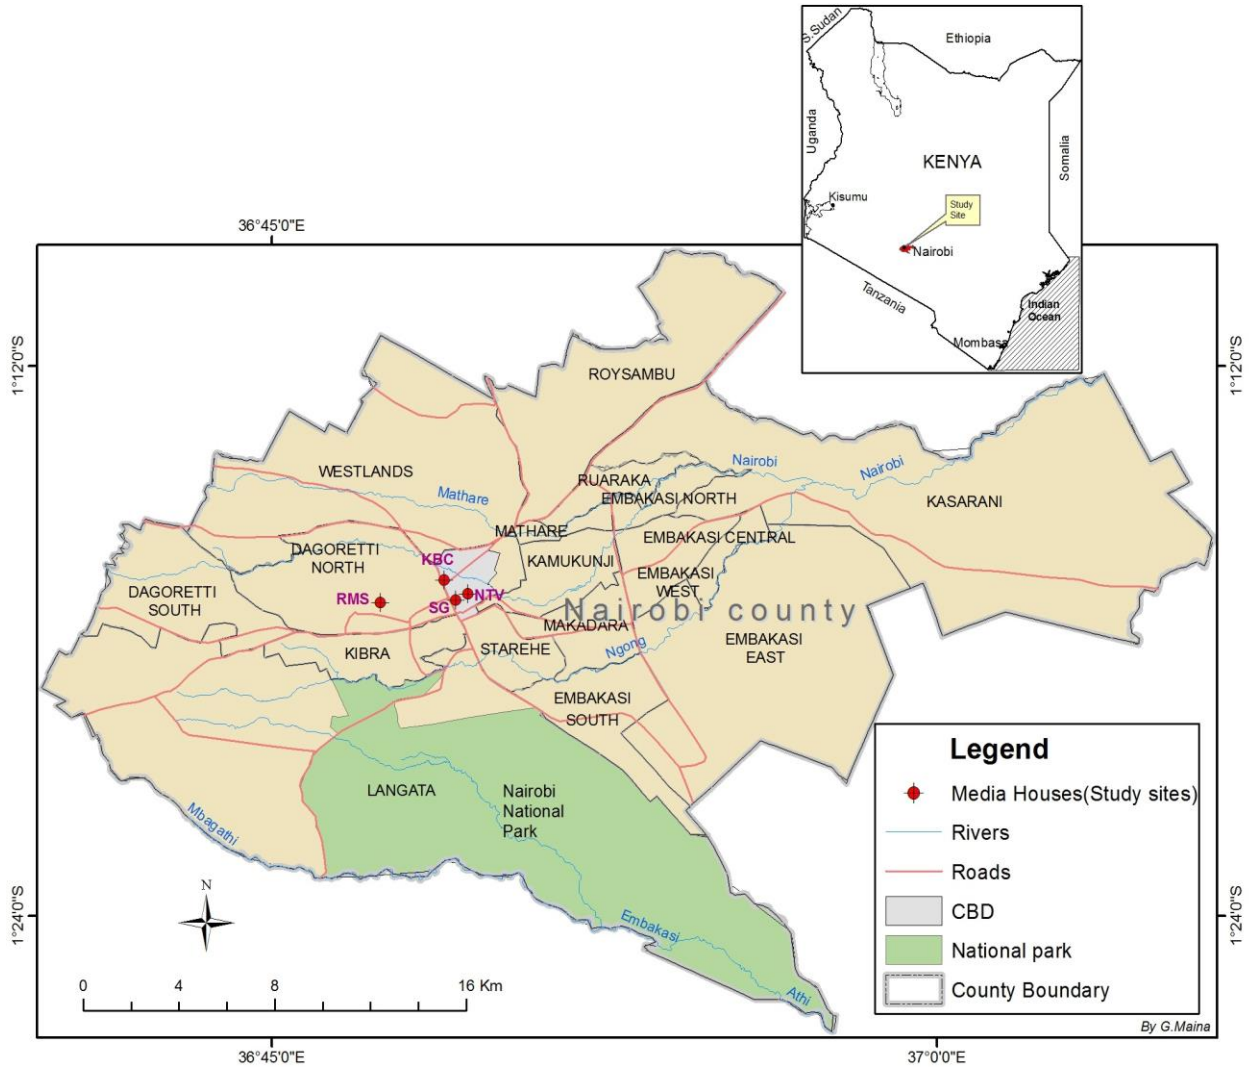 S.Sudan
Ethiopia
Uganda
KENYA
Somalia
Kisumu
Study
Site
Nairobi
Tanzania
Indian
Ocean
Mombasa
36°45'0"E
1°12'0"S
1°12'0"S
ROYSAMBU
WESTLANDS
Mathare
RUARAKA
Nairobi
Nairobi
EMBAKASI NORTH
KASARANI
MATHARE
EMBAKASI CENTRAL
DAGORETTI
NORTH
KBC
KAMUKUNJI
EMBAKASI
WEST
DAGORETTI
SOUTH
RMS
SG
NTV
Nairobi county
MAKADARA
KIBRA
STAREHE
Ngong
EMBAKASI
EAST
EMBAKASI
SOUTH
LANGATA
Nairobi
National
Park
Mbagathi
Embakasi
Athi
N
0 4 8 16 Km
Legend
Media Houses(Study sites)
Rivers
Roads
CBD
National park
County Boundary
By G.Maina
1°24'0"S
1°24'0"S
36°45'0"E
37°0'0"E